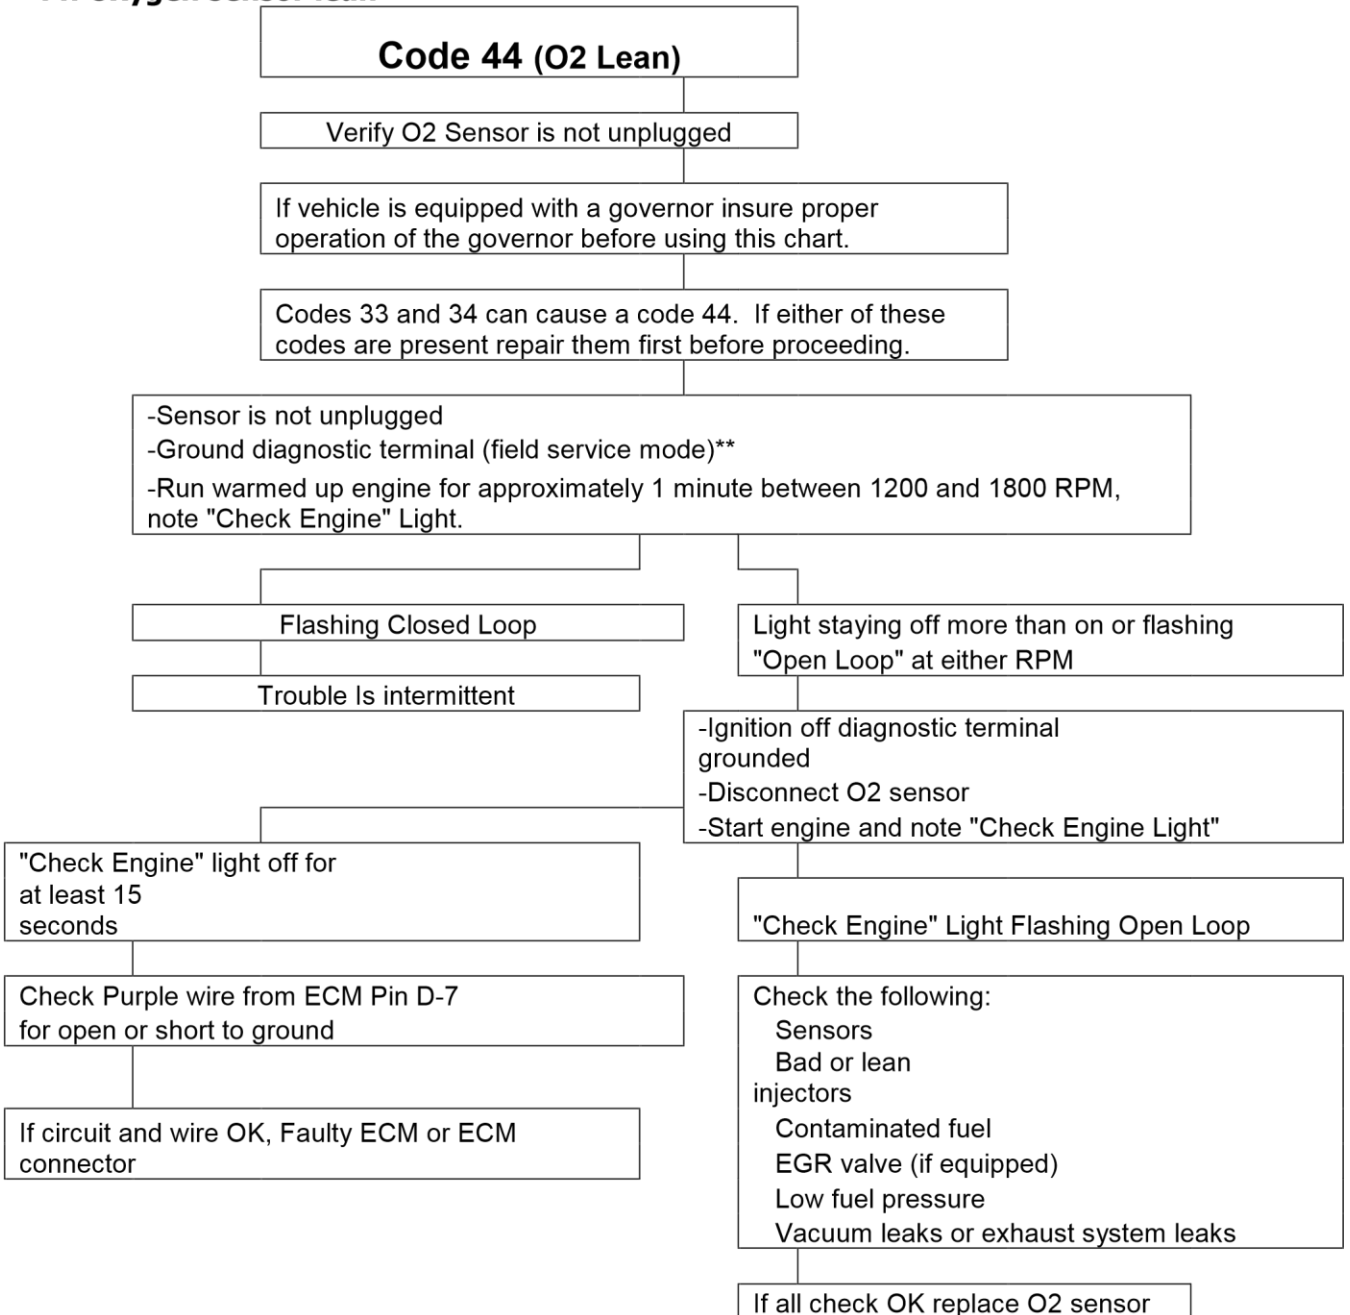 Code 44 (O2 Lean)
Verify O2 Sensor is not unplugged
If vehicle is equipped with a governor insure proper
operation of the governor before using this chart.
Codes 33 and 34 can cause a code 44.  If either of these
codes are present repair them first before proceeding.
-Sensor is not unplugged
-Ground diagnostic terminal (field service mode)**
-Run warmed up engine for approximately 1 minute between 1200 and 1800 RPM,
note "Check Engine" Light.
Flashing Closed Loop
Trouble Is intermittent
Light staying off more than on or flashing
"Open Loop" at either RPM
-Ignition off diagnostic terminal
grounded
-Disconnect O2 sensor
-Start engine and note "Check Engine Light"
"Check Engine" light off for
at least 15
seconds
Check Purple wire from ECM Pin D-7
for open or short to ground
If circuit and wire OK, Faulty ECM or ECM
connector
"Check Engine" Light Flashing Open Loop
Check the following:
Sensors
Bad or lean
injectors
Contaminated fuel
EGR valve (if equipped)
Low fuel pressure
Vacuum leaks or exhaust system leaks
If all check OK replace O2 sensor